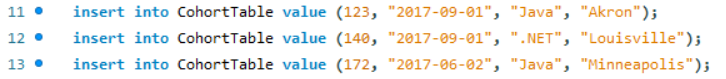 11 insert into CohortTable value (123, "2017-09-01", "Java", "Akron");
12 insert into CohortTable value (140, "2017-09-01", ".NET", "Louisville");
13 insert into CohortTable value (172, "2017-06-02", "Java", "Minneapolis");